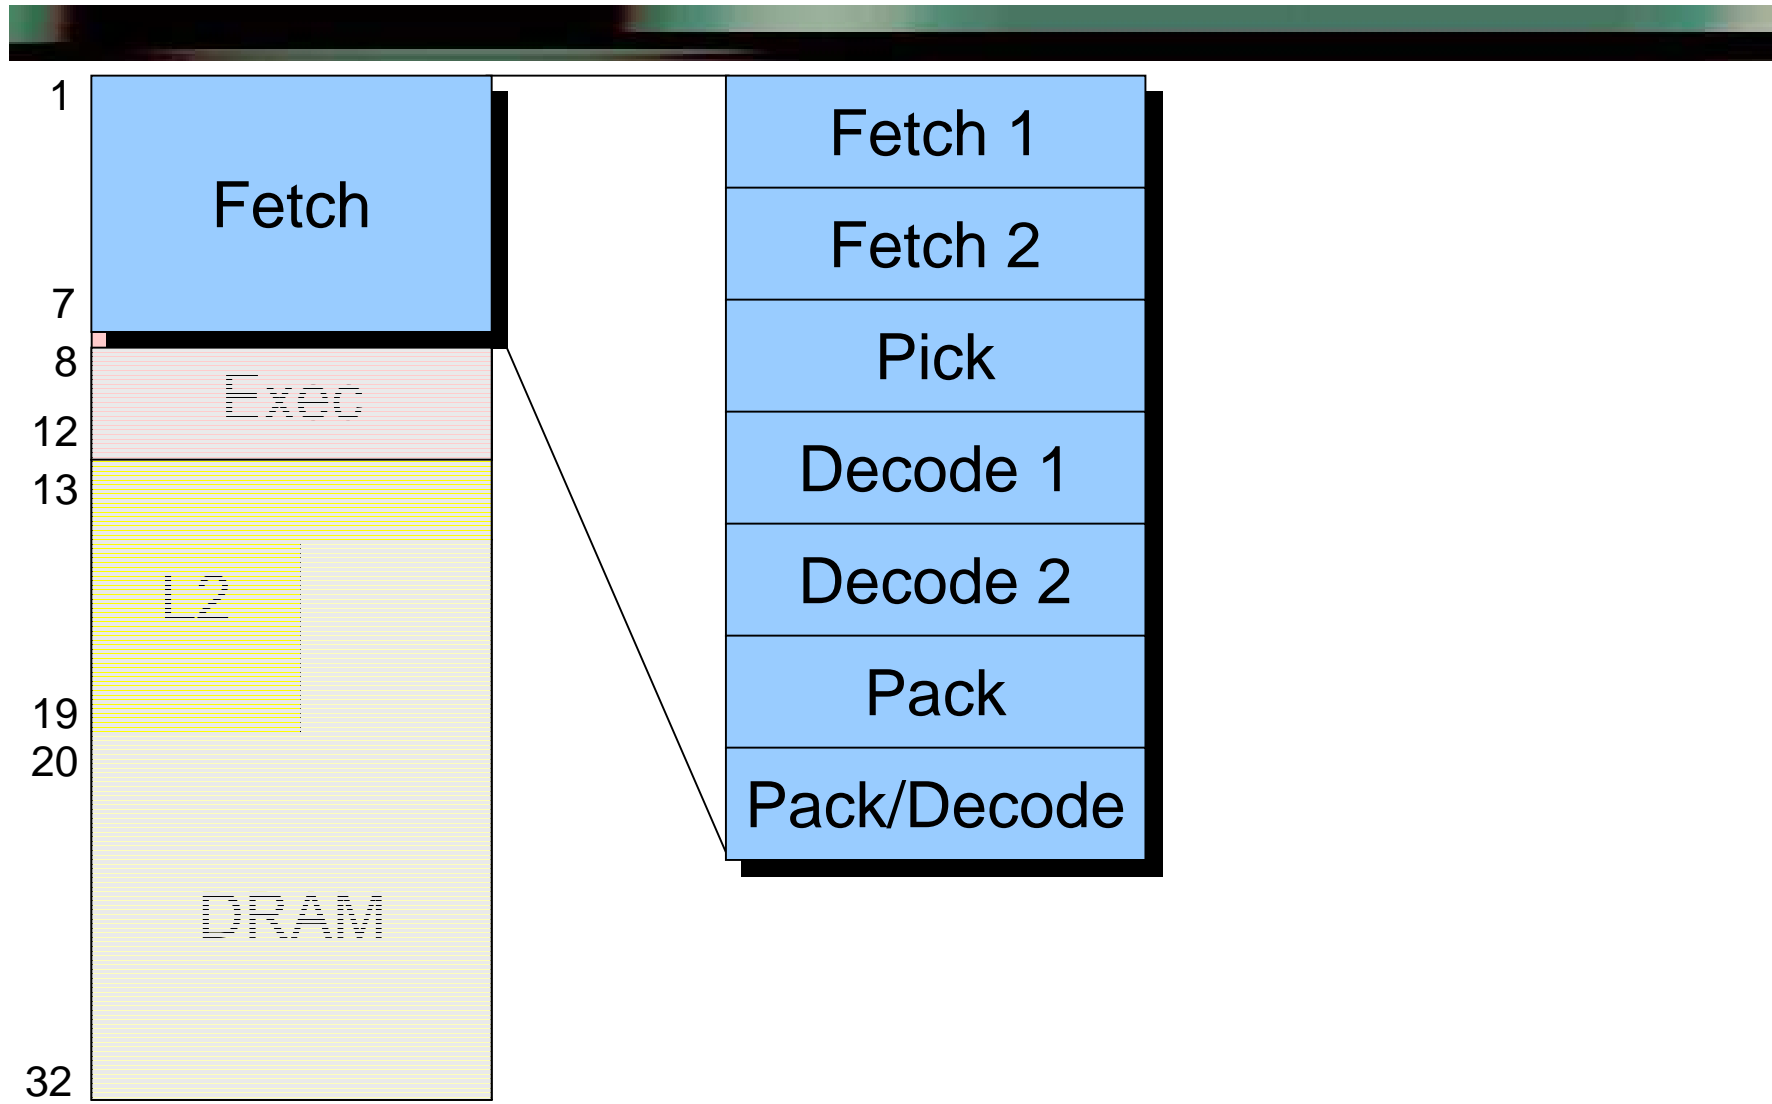 1
Fetch
7
8
Exec
12
13
L2
19
20
DRAM
32
Fetch 1
Fetch 2
Pick
Decode 1
Decode 2
Pack
Pack/Decode